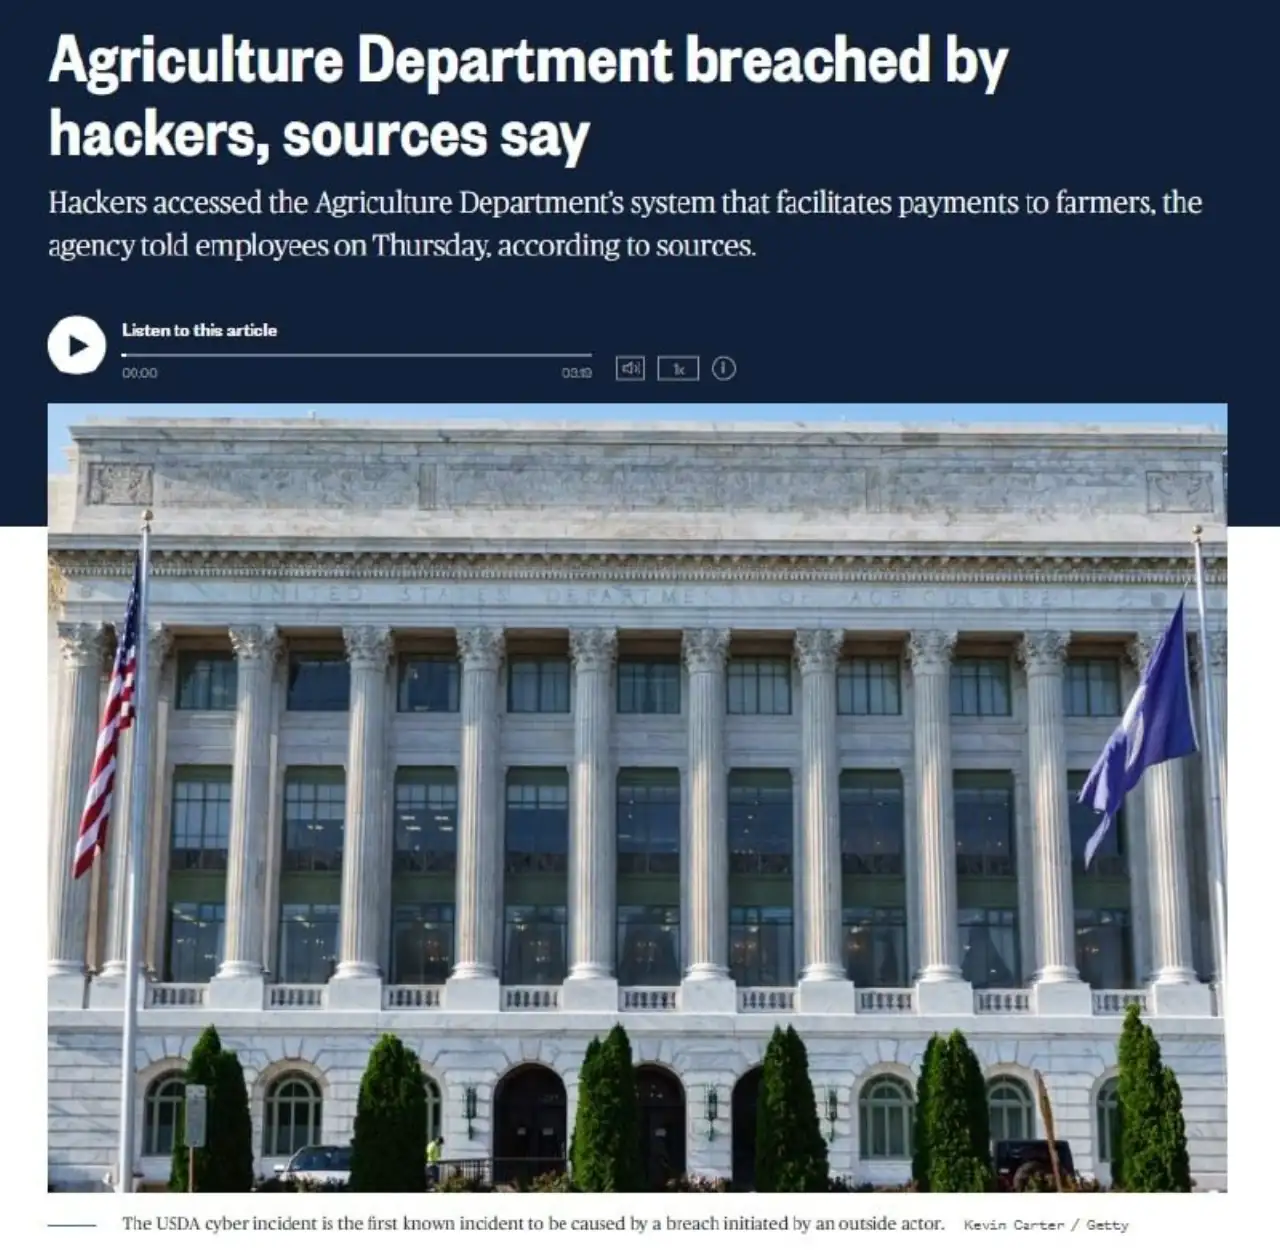 Agriculture Department breached by
hackers, sources say
Hackers accessed the Agriculture Department's system that facilitates payments to farmers, the
agency told employees on Thursday, according to sources.
Listen to this article
00:00
03:19
1x
UNITED STATES DEPARTMENT OF AGRICULTURE
The USDA cyber incident is the first known incident to be caused by a breach initiated by an outside actor. Kevin Carter / Getty